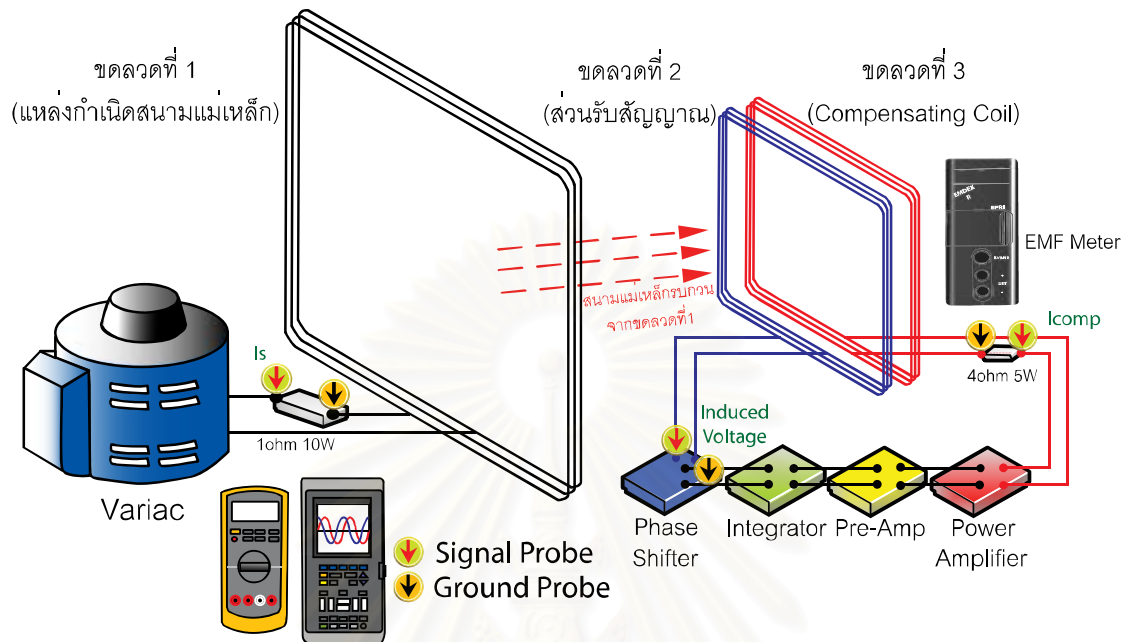 ขดลวดที่ 1
(แหล่งกำเนิดสนามแม่เหล็ก)
ขดลวดที่ 2
(ส่วนรับสัญญาณ)
ขดลวดที่ 3
(Compensating Coil)
EMDEX
II
EMF Meter
สนามแม่เหล็กรบกวน
จากขดลวดที่1
Is
1ohm 10W
Icomp
4ohm 5W
Induced
Voltage
Variac
Phase
Shifter
Integrator
Pre-Amp
Power
Amplifier
Signal Probe
Ground Probe